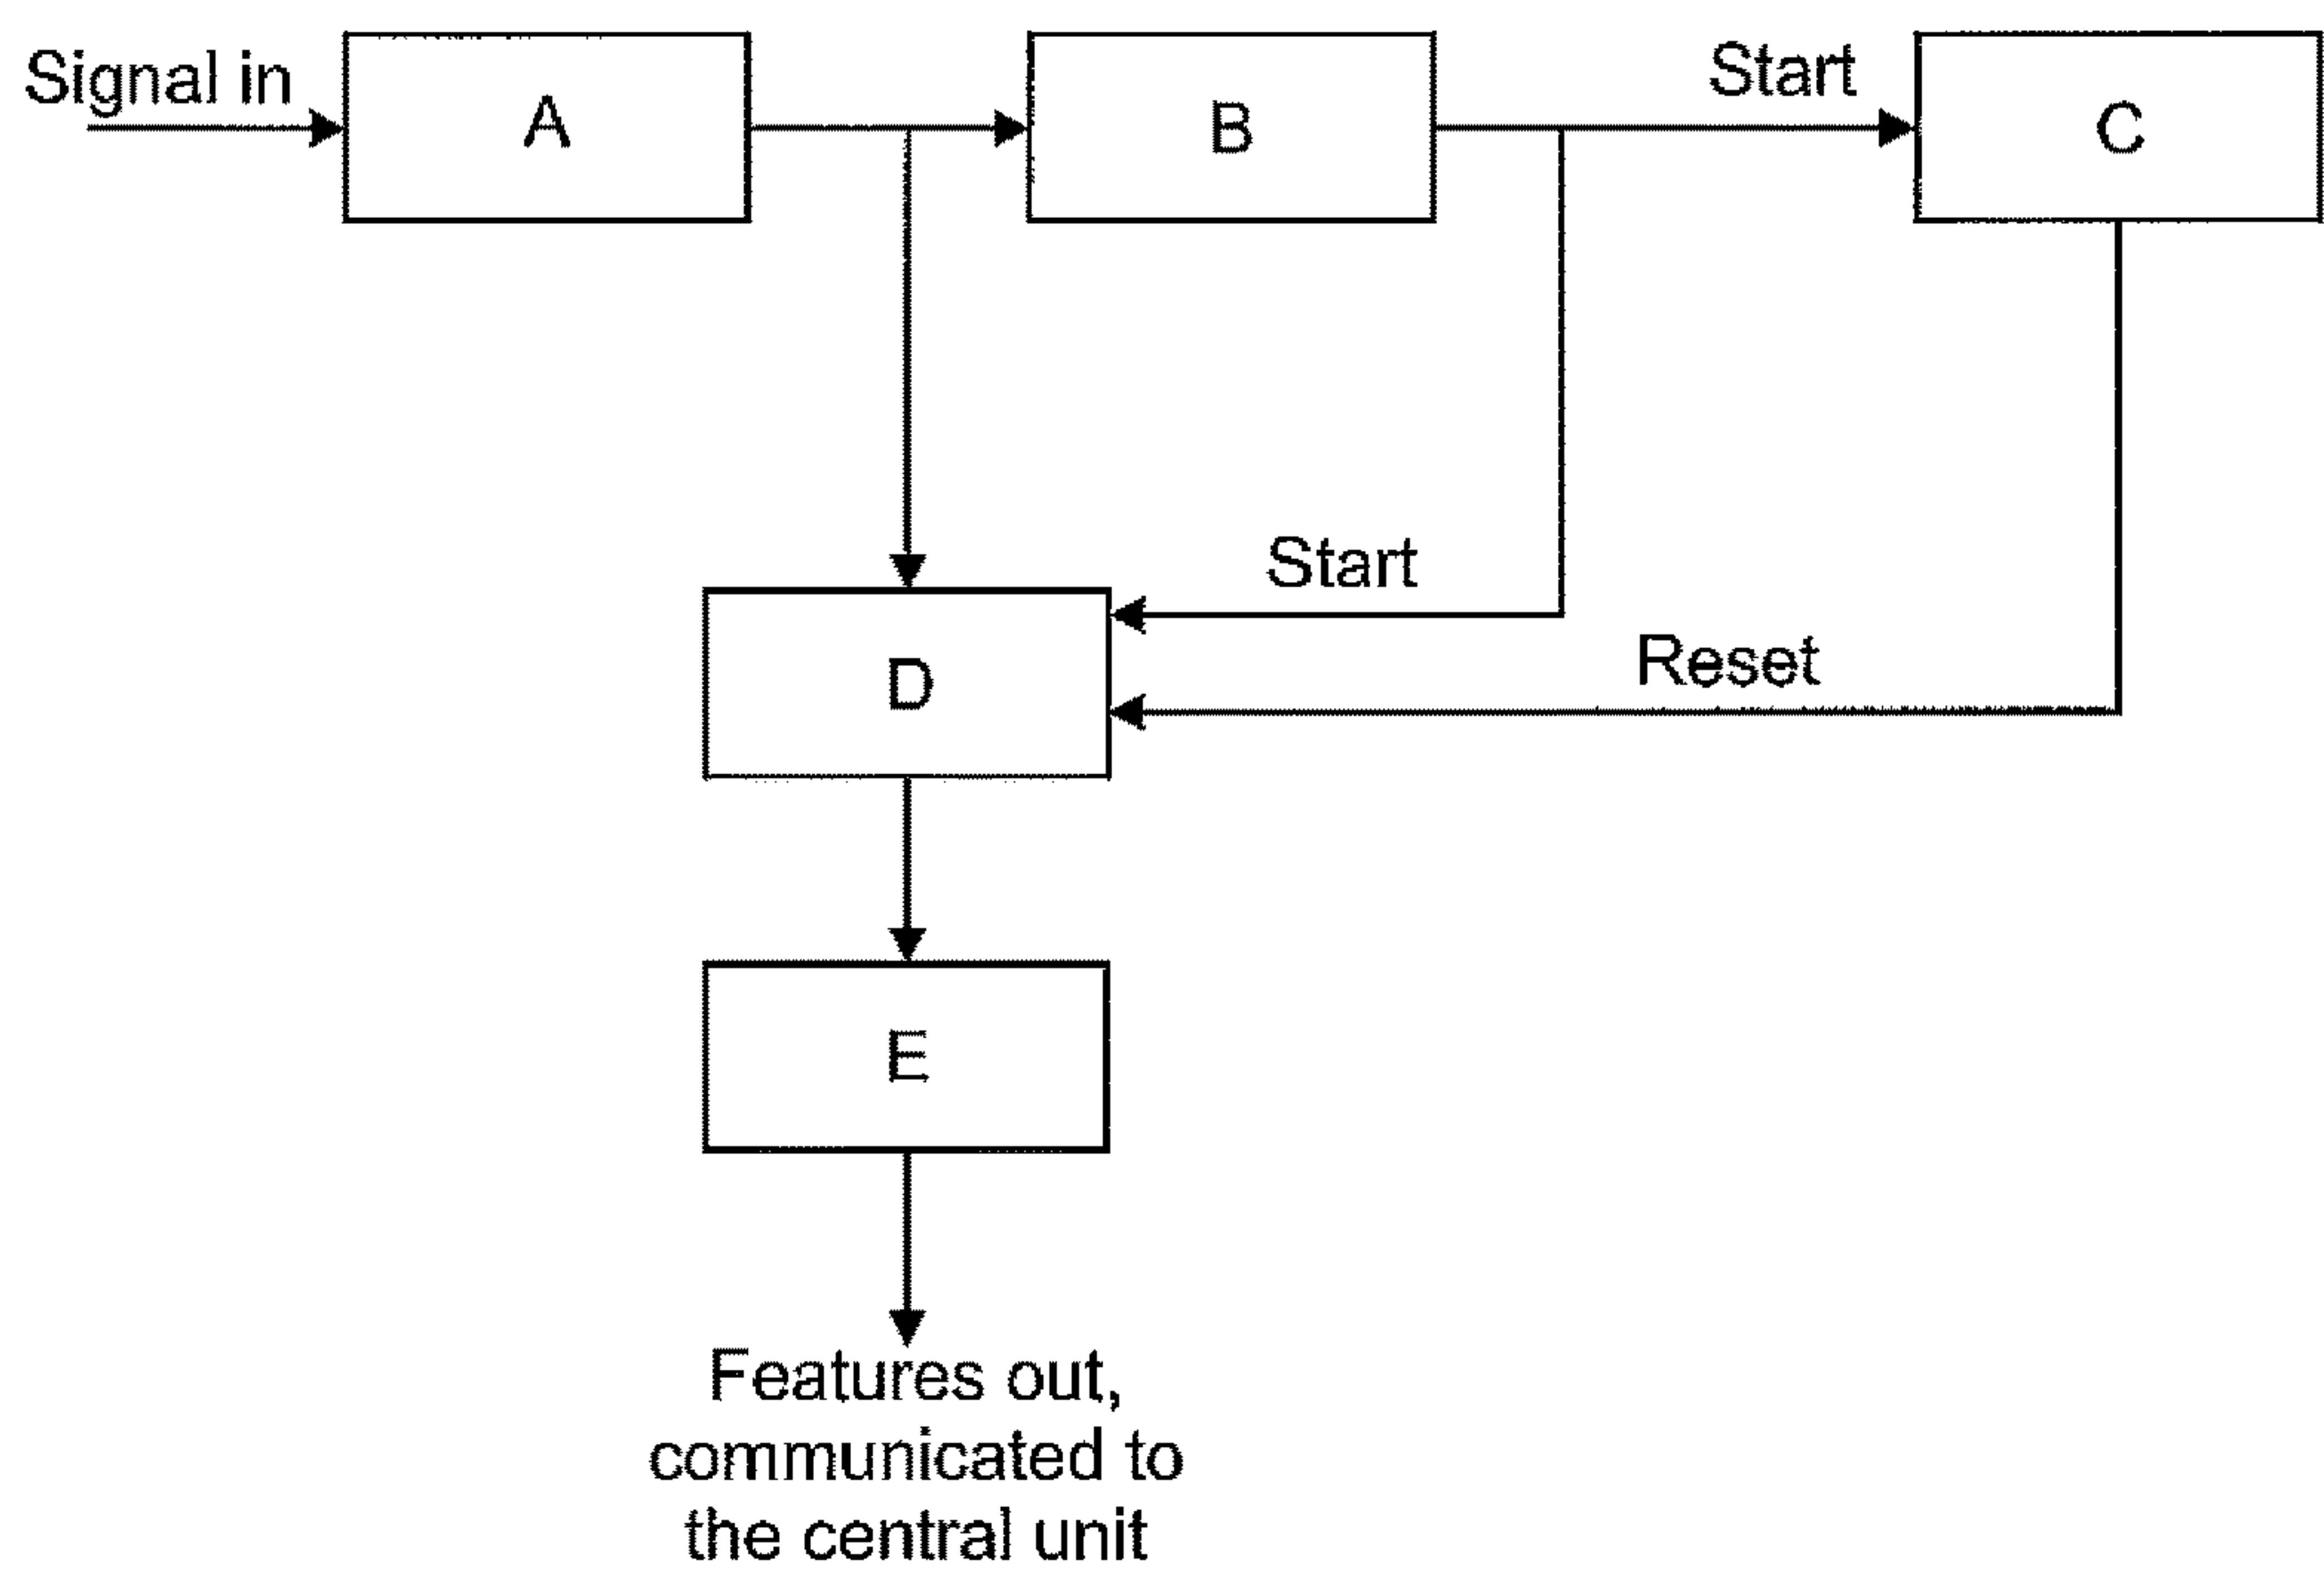 Signal in
A
B
Start
C
Start
D
Reset
E
Features out,
communicated to
the central unit